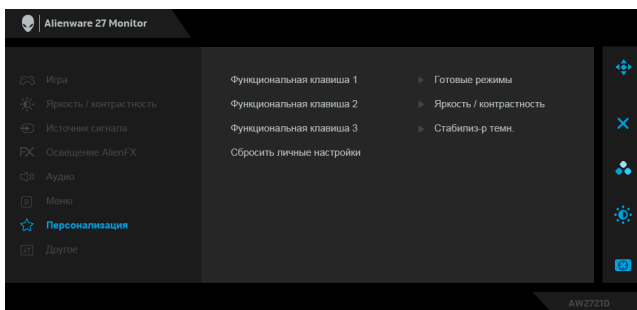 Alienware 27 Monitor
Игра
Яркость / контрастность
Источник сигнала
Освещение AlienFX
Аудио
Меню
Персонализация
Другое
Функциональная клавиша 1 Готовые режимы
Функциональная клавиша 2 Яркость / контрастность
Функциональная клавиша 3 Стабилиз-р темн.
Сбросить личные настройки
AW2721D